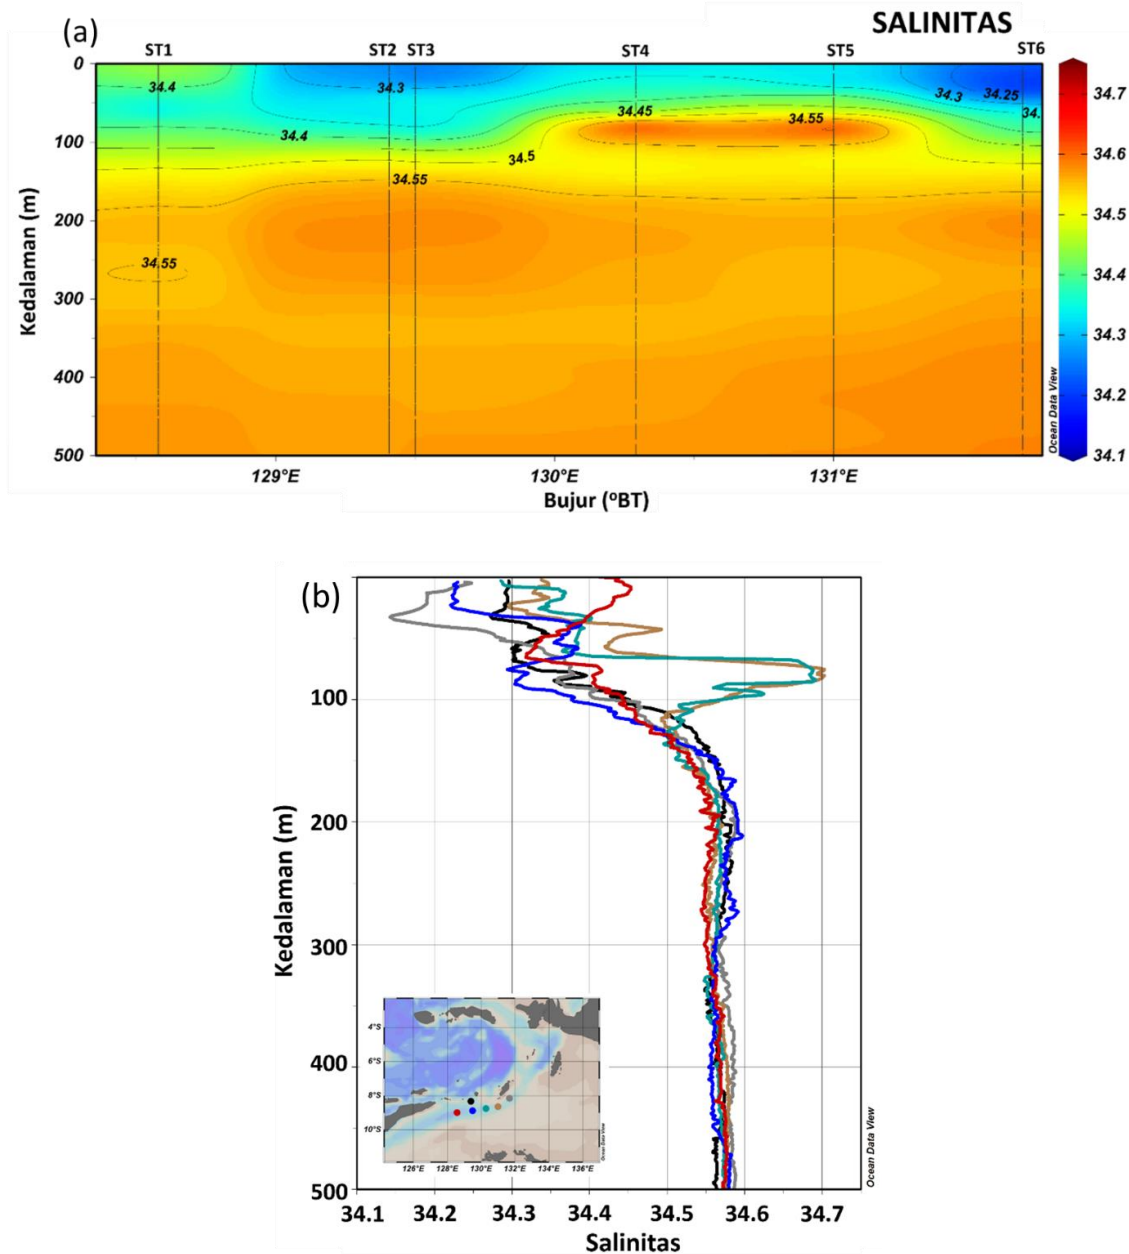 (a)
SALINITAS
ST1 ST2 ST3 ST4 ST5 ST6
0
100
200
300
400
500
Kedalaman (m)
34.4
34.3
34.45
34.55
34.3
34.25
34.
34.4
34.5
34.55
34.55
129°E 130°E 131°E
Bujur (ºBT)
34.7
34.6
34.5
34.4
34.3
34.2
34.1
Ocean Data View
(b)
100
200
300
400
500
Kedalaman (m)
4°S
6°S
8°S
10°S
126°E 128°E 130°E 132°E 134°E 136°E
Ocean Data View
34.1 34.2 34.3 34.4 34.5 34.6 34.7
Salinitas
Ocean Data View